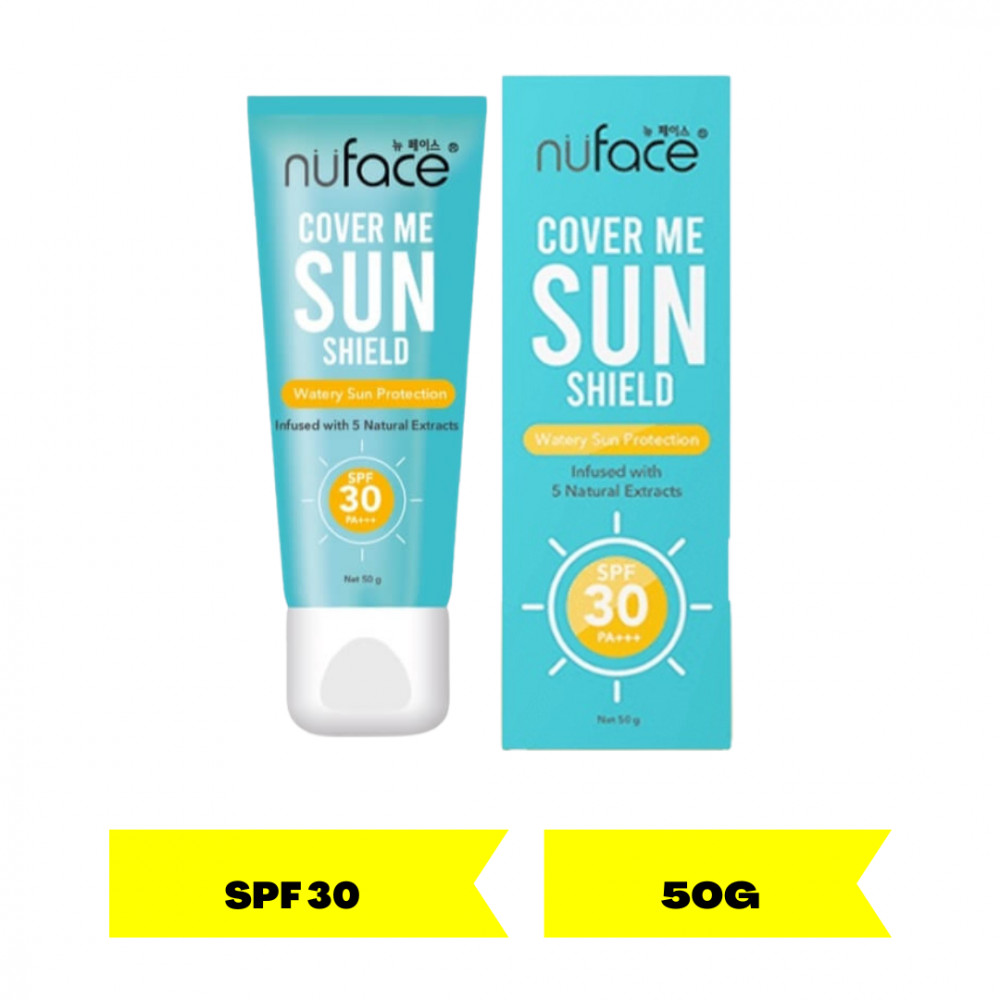 뉴 페이스 ®
nüface
COVER ME
SUN
SHIELD
Watery Sun Protection
Infused with 5 Natural Extracts
SPF
30
PA+++
Net 50 g
뉴 페이스 ®
nüface
COVER ME
SUN
SHIELD
Watery Sun Protection
Infused with
5 Natural Extracts
SPF
30
PA+++
Net 50 g
SPF 30
50G